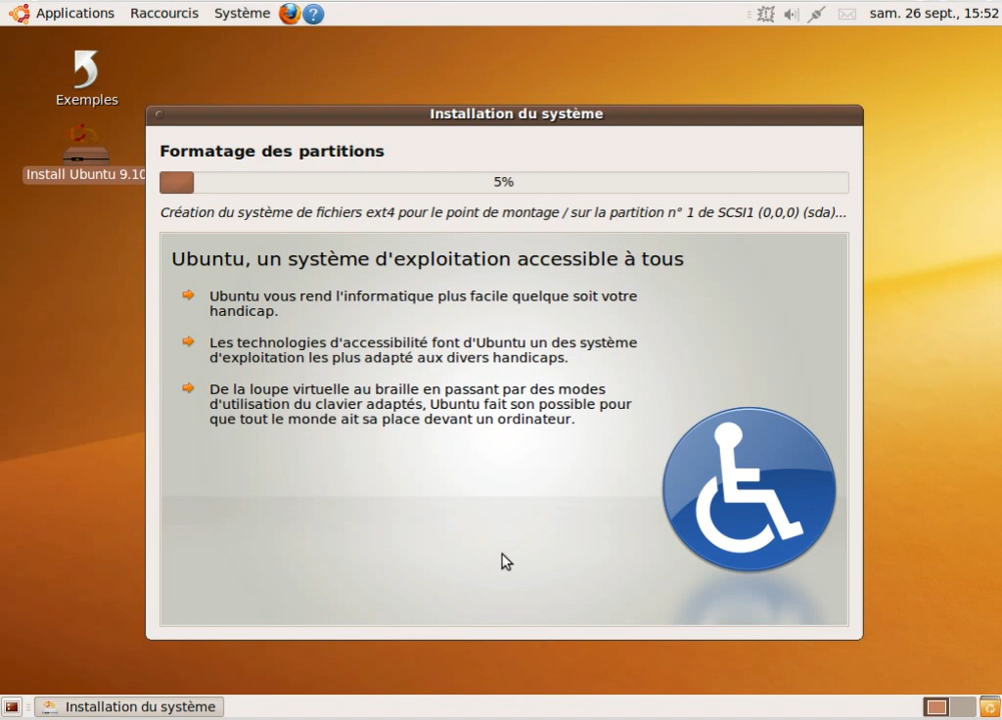 Applications Raccourcis Système sam. 26 sept., 15:52
Exemples
Install Ubuntu 9.10
Installation du système
Formatage des partitions
5%
Création du système de fichiers ext4 pour le point de montage / sur la partition n° 1 de SCSI1 (0,0,0) (sda)...
Ubuntu, un système d'exploitation accessible à tous
Ubuntu vous rend l'informatique plus facile quelque soit votre
handicap.
Les technologies d'accessibilité font d'Ubuntu un des système
d'exploitation les plus adapté aux divers handicaps.
De la loupe virtuelle au braille en passant par des modes
d'utilisation du clavier adaptés, Ubuntu fait son possible pour
que tout le monde ait sa place devant un ordinateur.
Installation du système